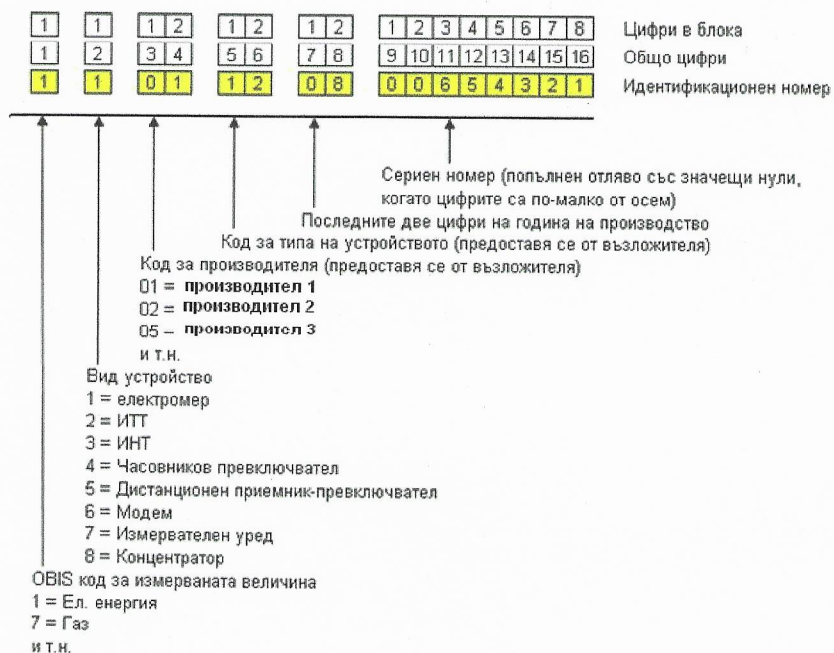 1 1 1 2 1 2 1 2 1 2 3 4 5 6 7 8 Цифри в блока
1 2 3 4 5 6 7 8 9 10 11 12 13 14 15 16 Общо цифри
1 1 0 1 1 2 0 8 0 0 6 5 4 3 2 1 Идентификационен номер
Сериен номер (попълнен отляво със значещи нули,
когато цифрите са по-малко от осем)
Последните две цифри на година на производство
Код за типа на устройството (предоставя се от възложителя)
Код за производителя (предоставя се от възложителя)
01 = производител 1
02 = производител 2
05 – производител 3
и т.н.
Вид устройство
1 = електромер
2 = ИТТ
3 = ИНТ
4 = Часовников превключвател
5 = Дистанционен приемник-превключвател
6 = Модем
7 = Измервателен уред
8 = Концентратор
OBIS код за измерваната величина
1 = Ел. енергия
7 = Газ
и т.н.